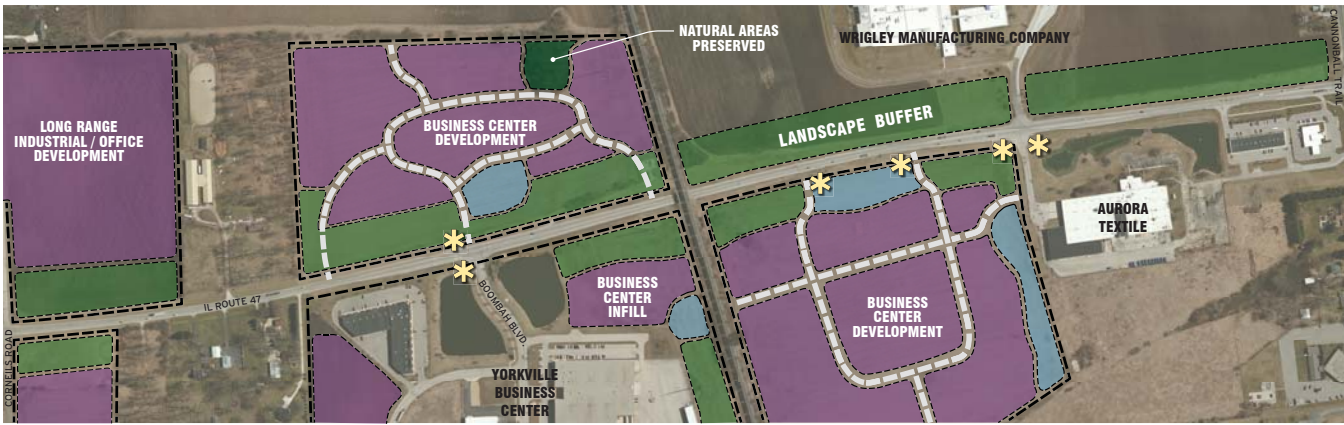 NATURAL AREAS
PRESERVED
WRIGLEY MANUFACTURING COMPANY
CANNONBALL TRAIL
LONG RANGE
INDUSTRIAL / OFFICE
DEVELOPMENT
BUSINESS CENTER
DEVELOPMENT
LANDSCAPE BUFFER
AURORA
TEXTILE
IL ROUTE 47
BOOMBAH BLVD.
BUSINESS
CENTER
INFILL
BUSINESS
CENTER
DEVELOPMENT
CORNEILS ROAD
YORKVILLE
BUSINESS
CENTER